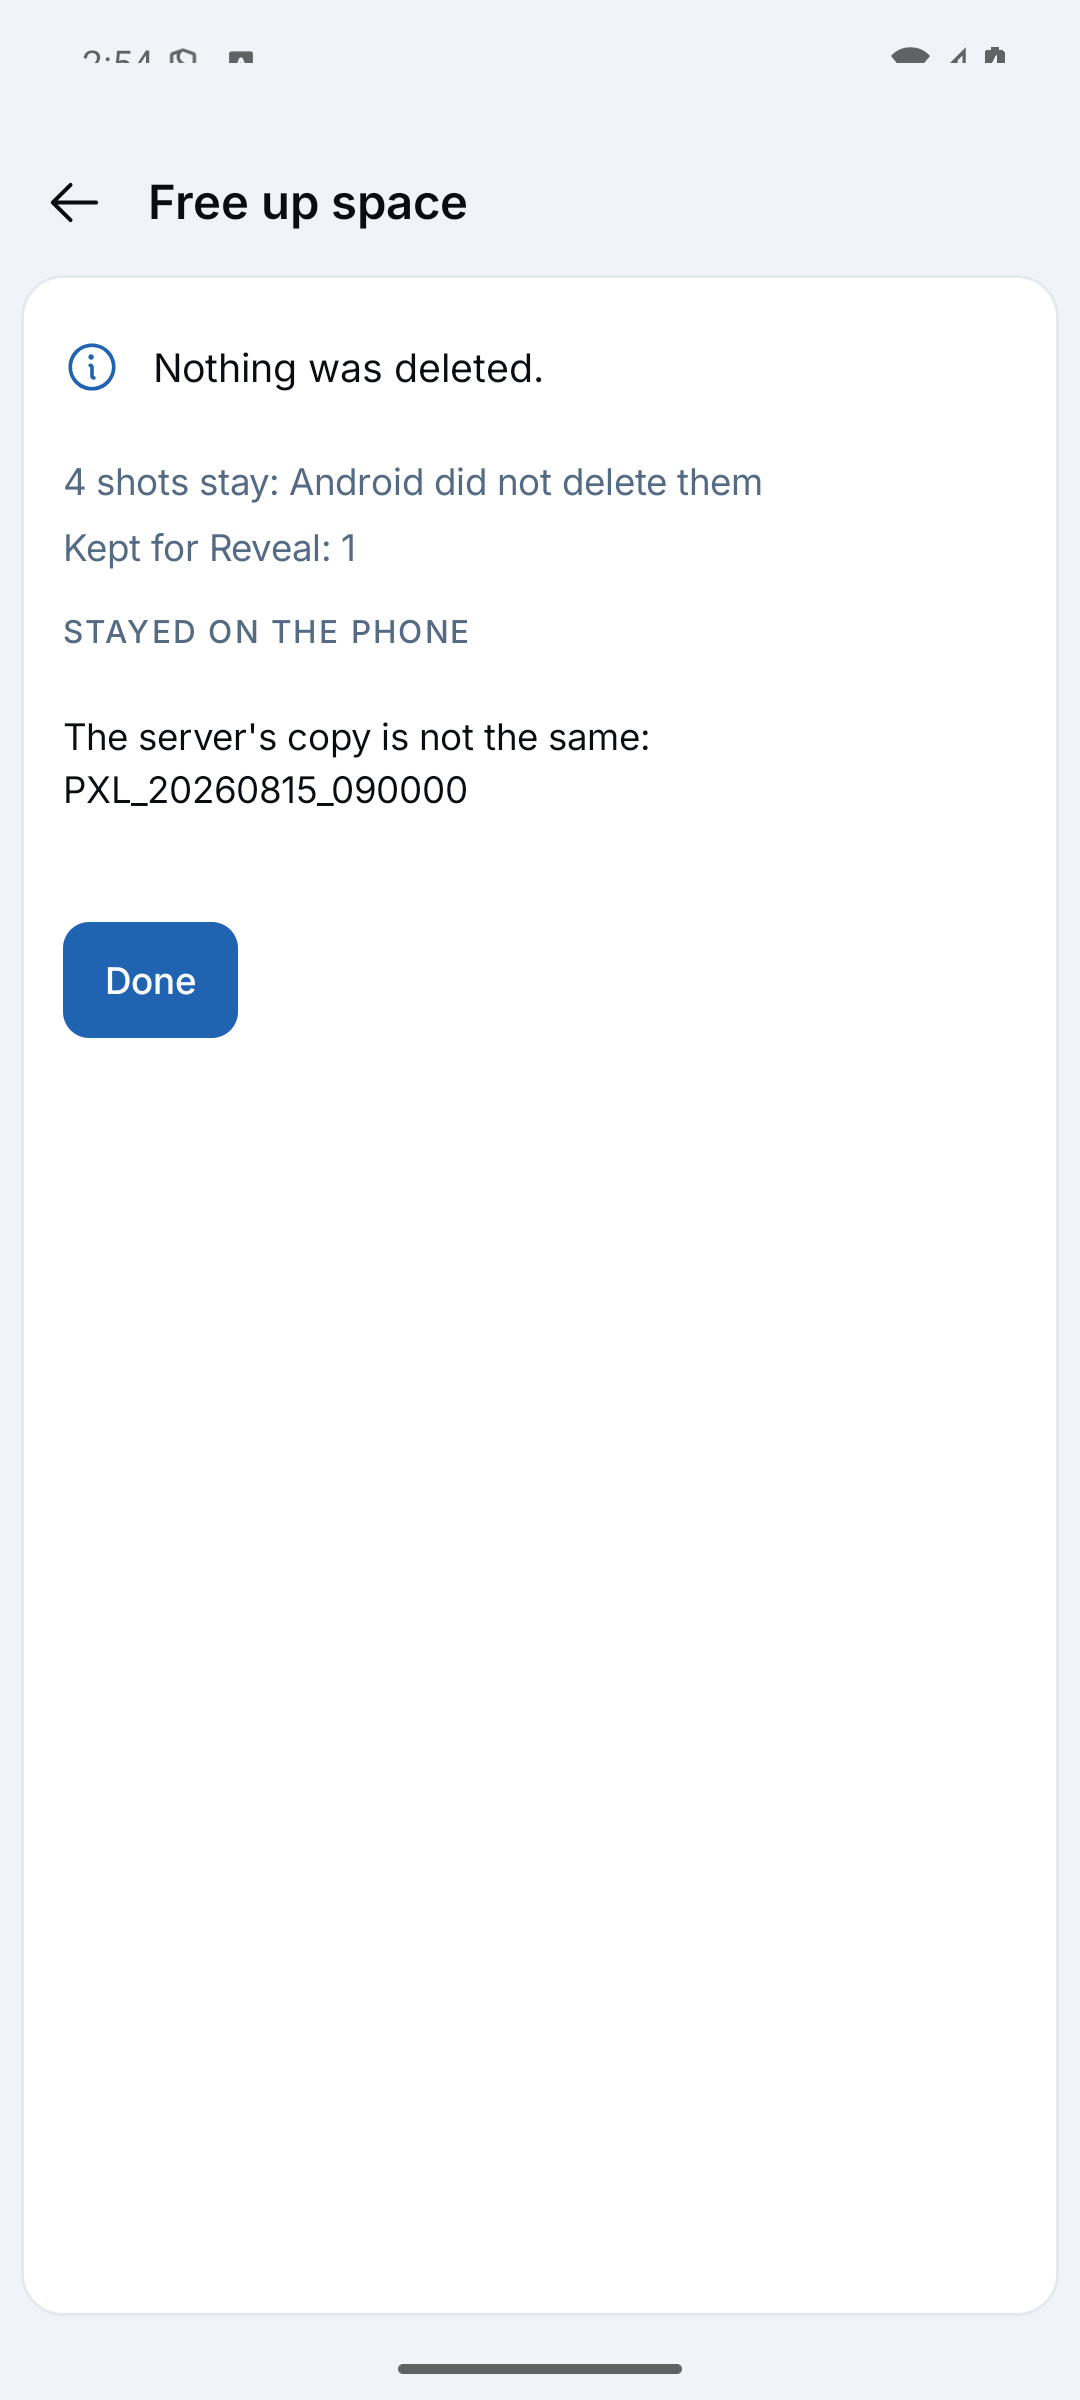 Free up space
Nothing was deleted.
4 shots stay: Android did not delete them
Kept for Reveal: 1
STAYED ON THE PHONE
The server's copy is not the same:
PXL_20260815_090000
Done